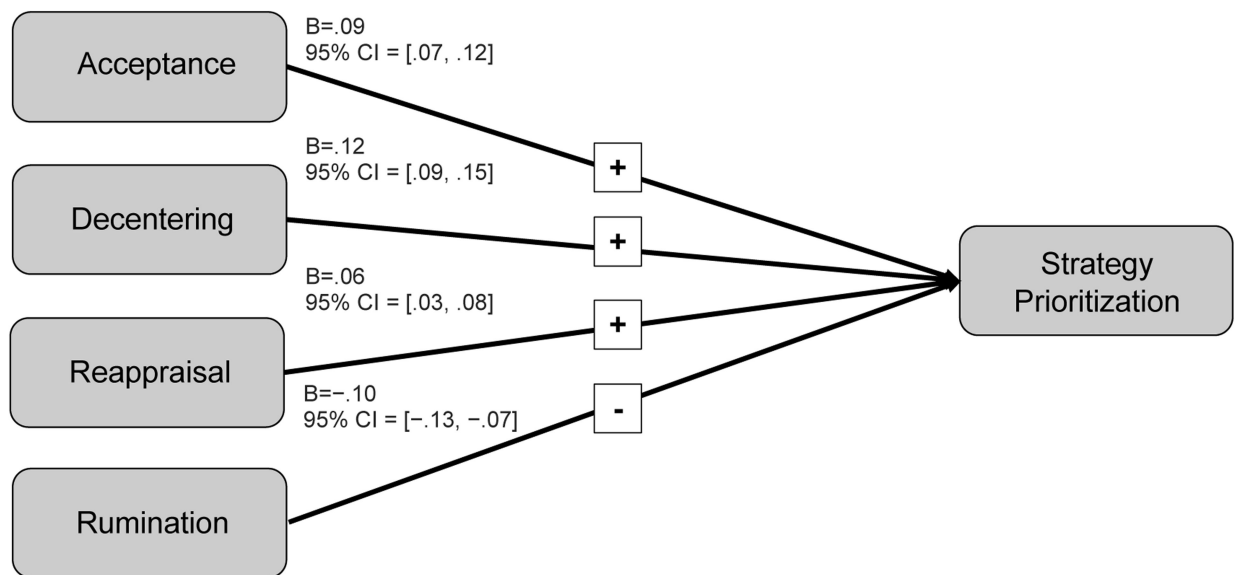 B=.09
95% CI = [.07, .12]
Acceptance
B=.12
95% CI = [.09, .15]
+
Decentering
+
B=.06
95% CI = [.03, .08]
Strategy
Prioritization
+
Reappraisal
B=−.10
95% CI = [−.13, −.07]
-
Rumination